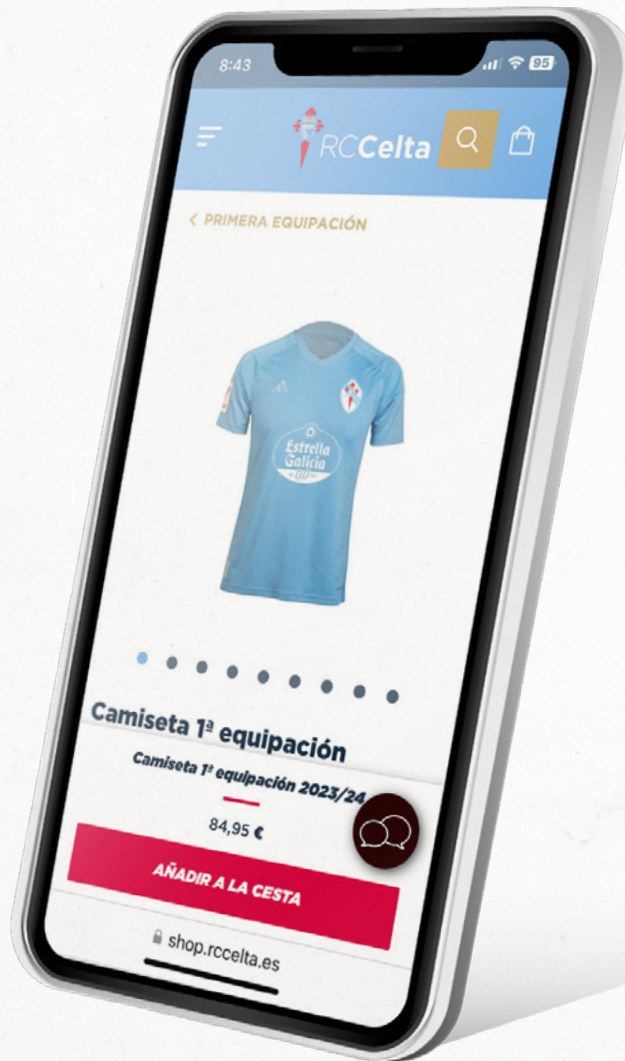 8:43
95
RCCelta
< PRIMERA EQUIPACIÓN
Estrella
Galicia
Camiseta 1ª equipación
Camiseta 1ª equipación 2023/24
84,95 €
AÑADIR A LA CESTA
shop.rccelta.es